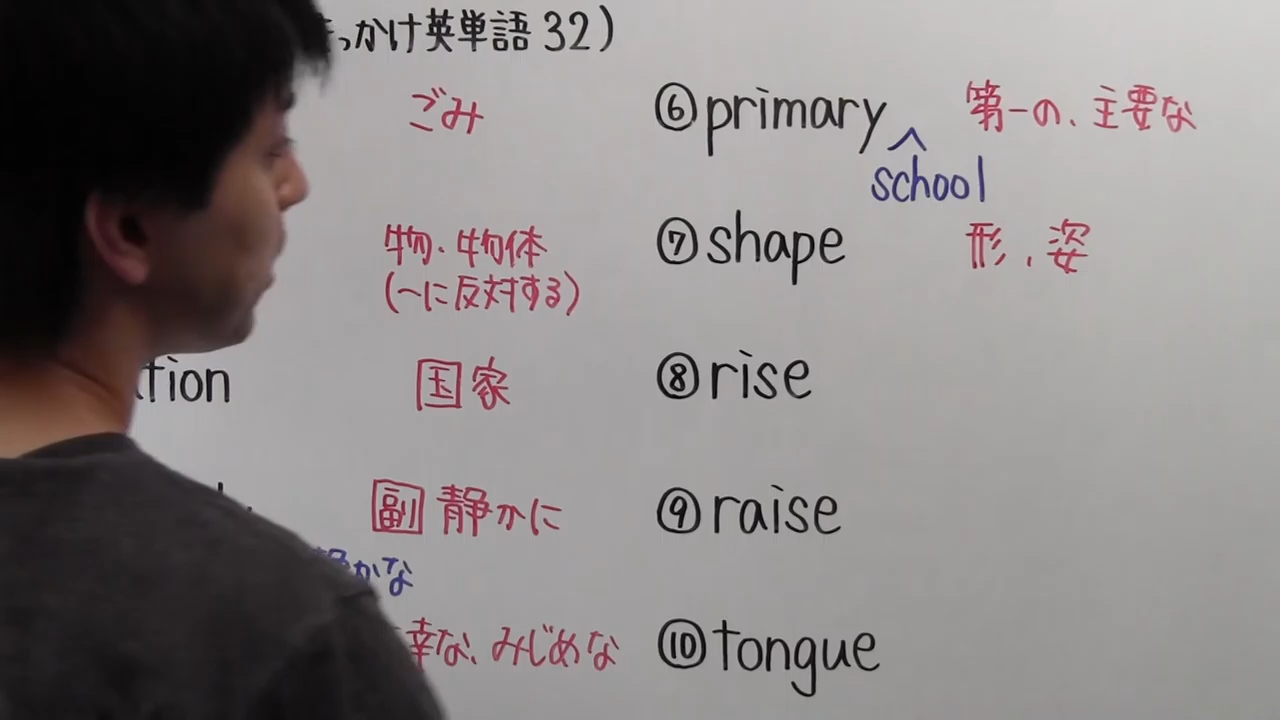 っかけ英単語 32)
ごみ
物・物体
(〜に反対する)
tion
国家
副 静かに
かな
な、みじめな
⑥ primary 第一の、主要な
school
⑦ shape 形、姿
⑧ rise
⑨ raise
⑩ tongue